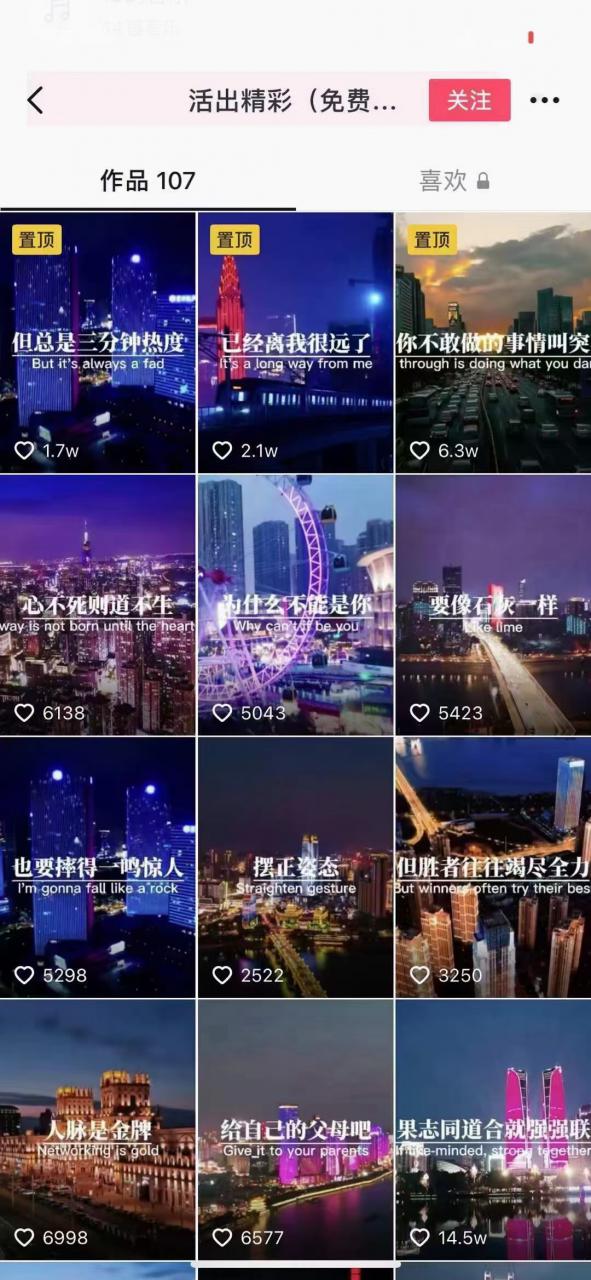 活出精彩（免费...
关注
作品 107
喜欢
置顶
但总是三分钟热度
But it's always a fad
1.7w
置顶
已经离我很远了
It's a long way from me
2.1w
置顶
你不敢做的事情叫突
through is doing what you dar
6.3w
心不死则道不生
way is not born until the heart
6138
为什么不能是你
Why can't it be you
5043
要像石灰一样
Like lime
5423
也要摔得一鸣惊人
I'm gonna fall like a rock
5298
摆正姿态
Straighten gesture
2522
但胜者往往竭尽全力
But winners often try their bes
3250
人脉是金牌
Networking is gold
6998
给自己的父母吧
Give it to your parents
6577
果志同道合就强强联
If like-minded, strong together
14.5w